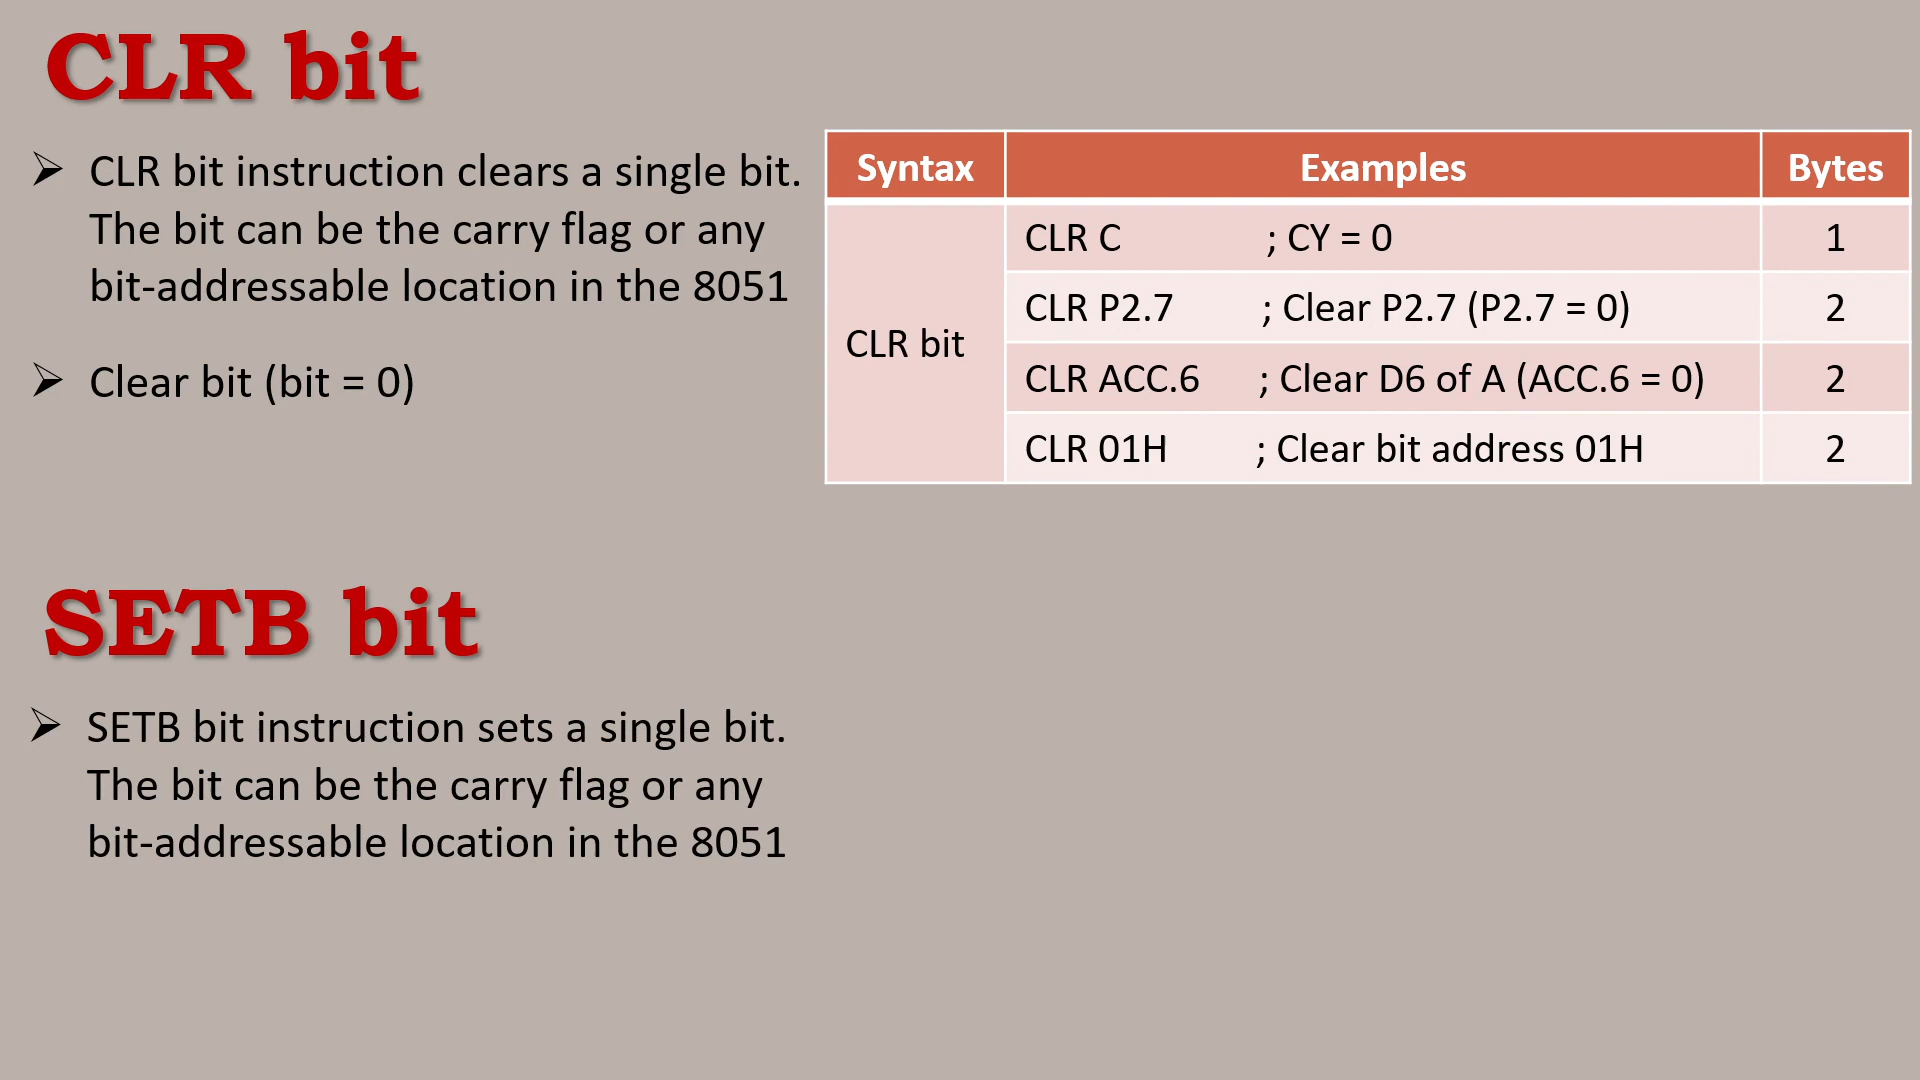 CLR bit
➢ CLR bit instruction clears a single bit.
The bit can be the carry flag or any
bit-addressable location in the 8051
➢ Clear bit (bit = 0)
Syntax Examples Bytes
CLR bit
CLR C ; CY = 0 1
CLR P2.7 ; Clear P2.7 (P2.7 = 0) 2
CLR ACC.6 ; Clear D6 of A (ACC.6 = 0) 2
CLR 01H ; Clear bit address 01H 2
SETB bit
➢ SETB bit instruction sets a single bit.
The bit can be the carry flag or any
bit-addressable location in the 8051